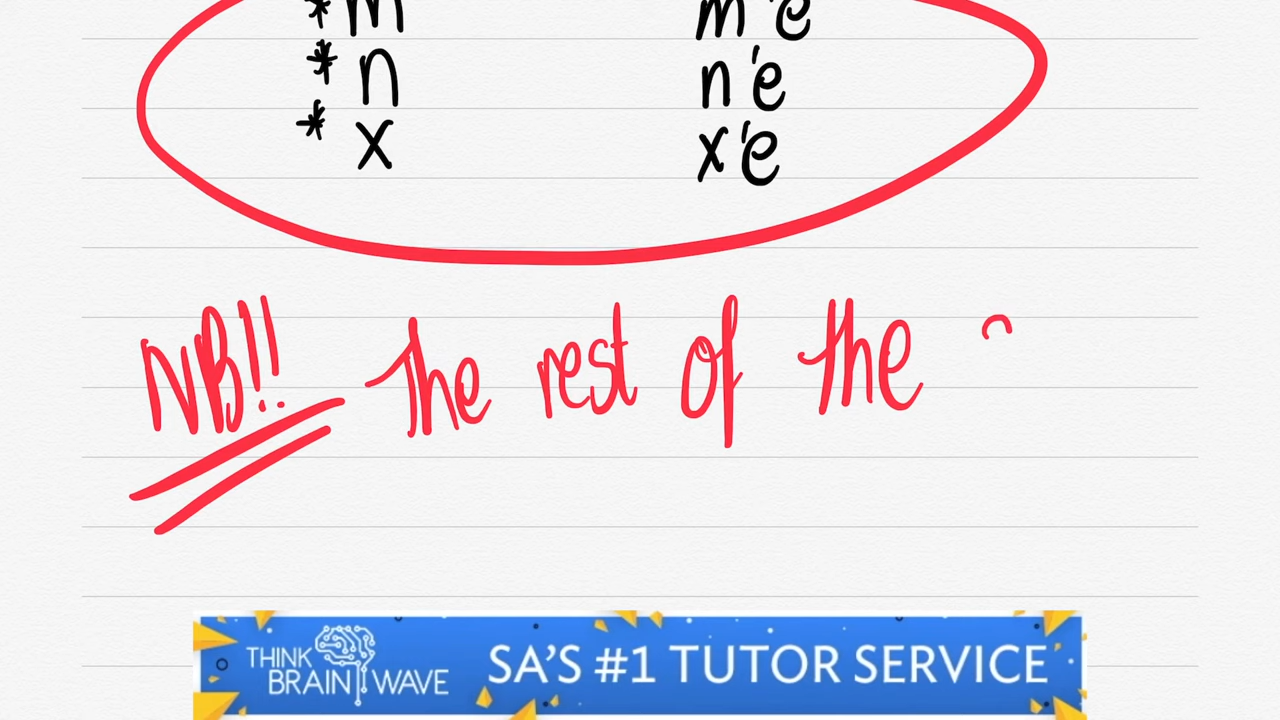 * m m'e
* n n'e
* x x'e
NB!! The rest of the
THINK BRAIN WAVE SA'S #1 TUTOR SERVICE